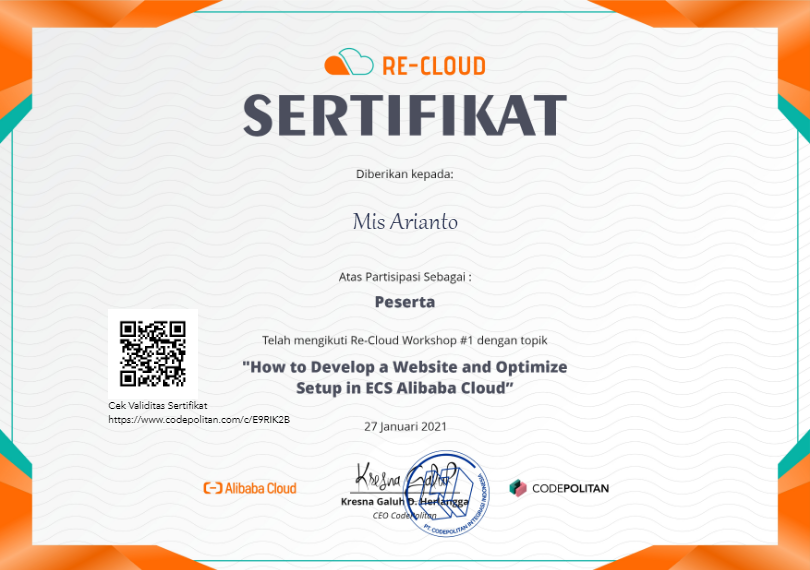 RE-CLOUD
SERTIFIKAT
Diberikan kepada:
Mis Arianto
Atas Partisipasi Sebagai :
Peserta
Telah mengikuti Re-Cloud Workshop #1 dengan topik
"How to Develop a Website and Optimize
Setup in ECS Alibaba Cloud”
Cek Validitas Sertifikat
https://www.codepolitan.com/c/E9RIK2B
27 Januari 2021
Alibaba Cloud
Kresna Galuh
Kresna Galuh D. Herlangga
CEO CodePolitan
PT. CODEPOLITAN INTEGRASI INDONESIA
CODEPOLITAN